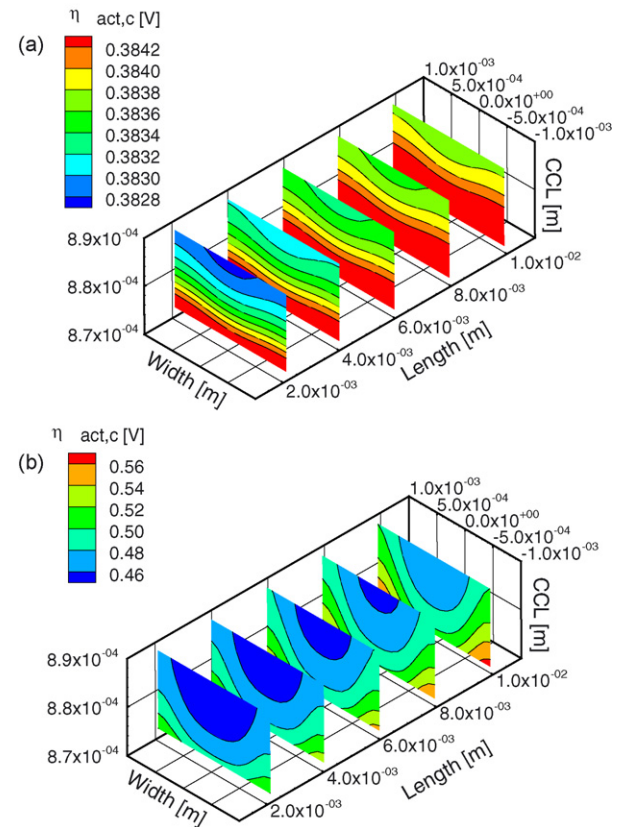 (a)
η act,c [V]
0.3842
0.3840
0.3838
0.3836
0.3834
0.3832
0.3830
0.3828
1.0x10⁻⁰³
5.0x10⁻⁰⁴
0.0x10⁺⁰⁰
-5.0x10⁻⁰⁴
-1.0x10⁻⁰³
CCL [m]
8.9x10⁻⁰⁴
8.8x10⁻⁰⁴
8.7x10⁻⁰⁴
1.0x10⁻⁰²
8.0x10⁻⁰³
6.0x10⁻⁰³
4.0x10⁻⁰³
2.0x10⁻⁰³
Length [m]
Width [m]
(b)
η act,c [V]
0.56
0.54
0.52
0.50
0.48
0.46
1.0x10⁻⁰³
5.0x10⁻⁰⁴
0.0x10⁺⁰⁰
-5.0x10⁻⁰⁴
-1.0x10⁻⁰³
CCL [m]
8.9x10⁻⁰⁴
8.8x10⁻⁰⁴
8.7x10⁻⁰⁴
1.0x10⁻⁰²
8.0x10⁻⁰³
6.0x10⁻⁰³
4.0x10⁻⁰³
2.0x10⁻⁰³
Length [m]
Width [m]